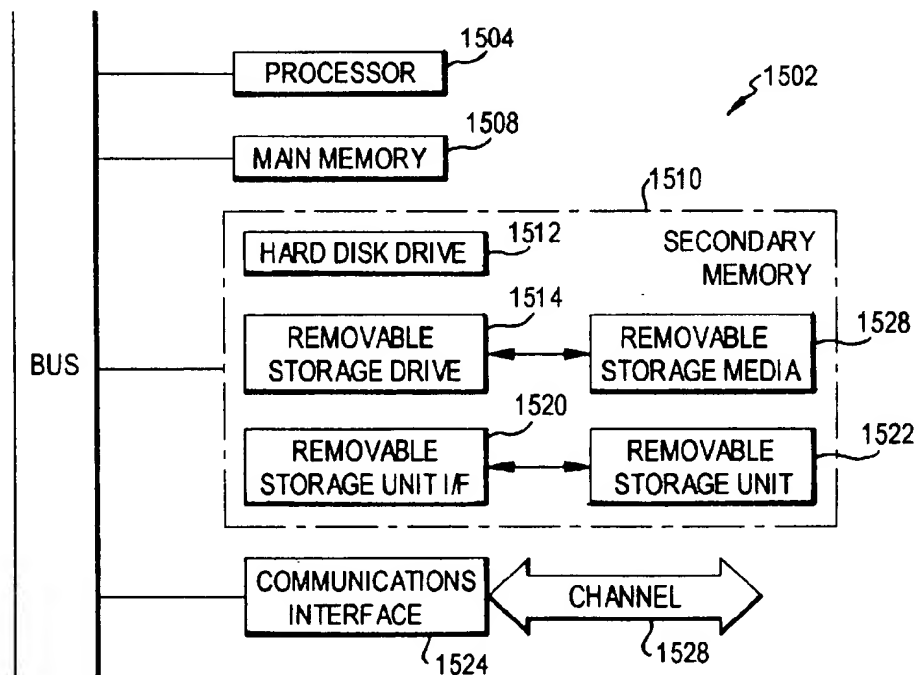 1504
PROCESSOR
1502
1508
MAIN MEMORY
1510
1512
HARD DISK DRIVE
SECONDARY
MEMORY
1514
REMOVABLE
STORAGE DRIVE
REMOVABLE
STORAGE MEDIA
1528
BUS
1520
REMOVABLE
STORAGE UNIT I/F
REMOVABLE
STORAGE UNIT
1522
COMMUNICATIONS
INTERFACE
CHANNEL
1524
1528